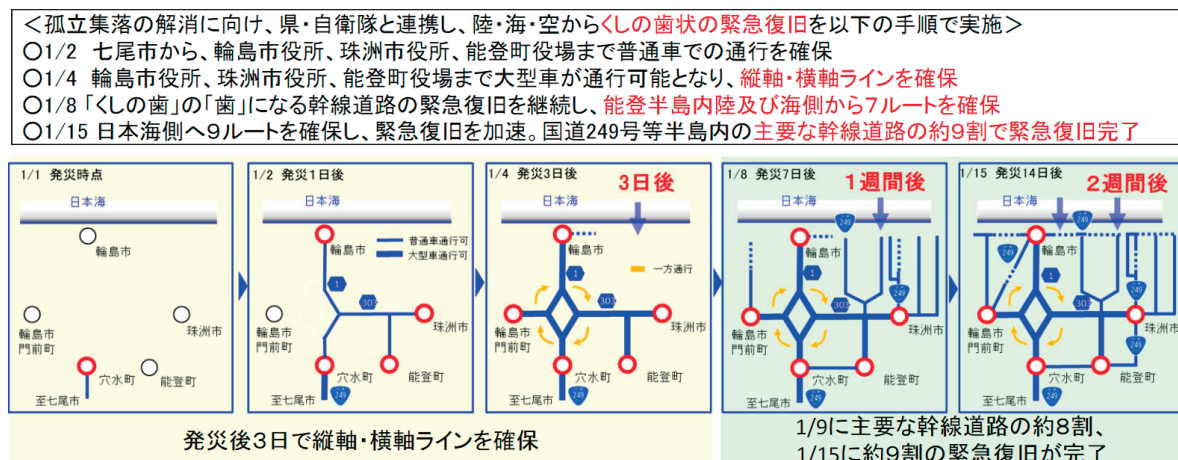 ＜孤立集落の解消に向け、県・自衛隊と連携し、陸・海・空からくしの歯状の緊急復旧を以下の手順で実施＞
○1/2 七尾市から、輪島市役所、珠洲市役所、能登町役場まで普通車での通行を確保
○1/4 輪島市役所、珠洲市役所、能登町役場まで大型車が通行可能となり、縦軸・横軸ラインを確保
○1/8 「くしの歯」の「歯」になる幹線道路の緊急復旧を継続し、能登半島内陸及び海側から7ルートを確保
○1/15 日本海側へ9ルートを確保し、緊急復旧を加速。国道249号等半島内の主要な幹線道路の約9割で緊急復旧完了
1/1 発災時点
日本海
輪島市
輪島市
門前町
珠洲市
穴水町
能登町
至七尾市
1/2 発災1日後
日本海
輪島市
普通車通行可
大型車通行可
1
303
輪島市
門前町
珠洲市
穴水町
能登町
至七尾市
249
1/4 発災3日後
3日後
日本海
輪島市
一方通行
1
303
輪島市
門前町
珠洲市
穴水町
能登町
至七尾市
249
1/8 発災7日後
1週間後
日本海
249
輪島市
1
303
249
輪島市
門前町
珠洲市
穴水町
能登町
至七尾市
249
1/15 発災14日後
2週間後
日本海
249
249
輪島市
1
303
249
輪島市
門前町
珠洲市
穴水町
249
能登町
至七尾市
249
発災後3日で縦軸・横軸ラインを確保
1/9に主要な幹線道路の約8割、
1/15に約9割の緊急復旧が完了